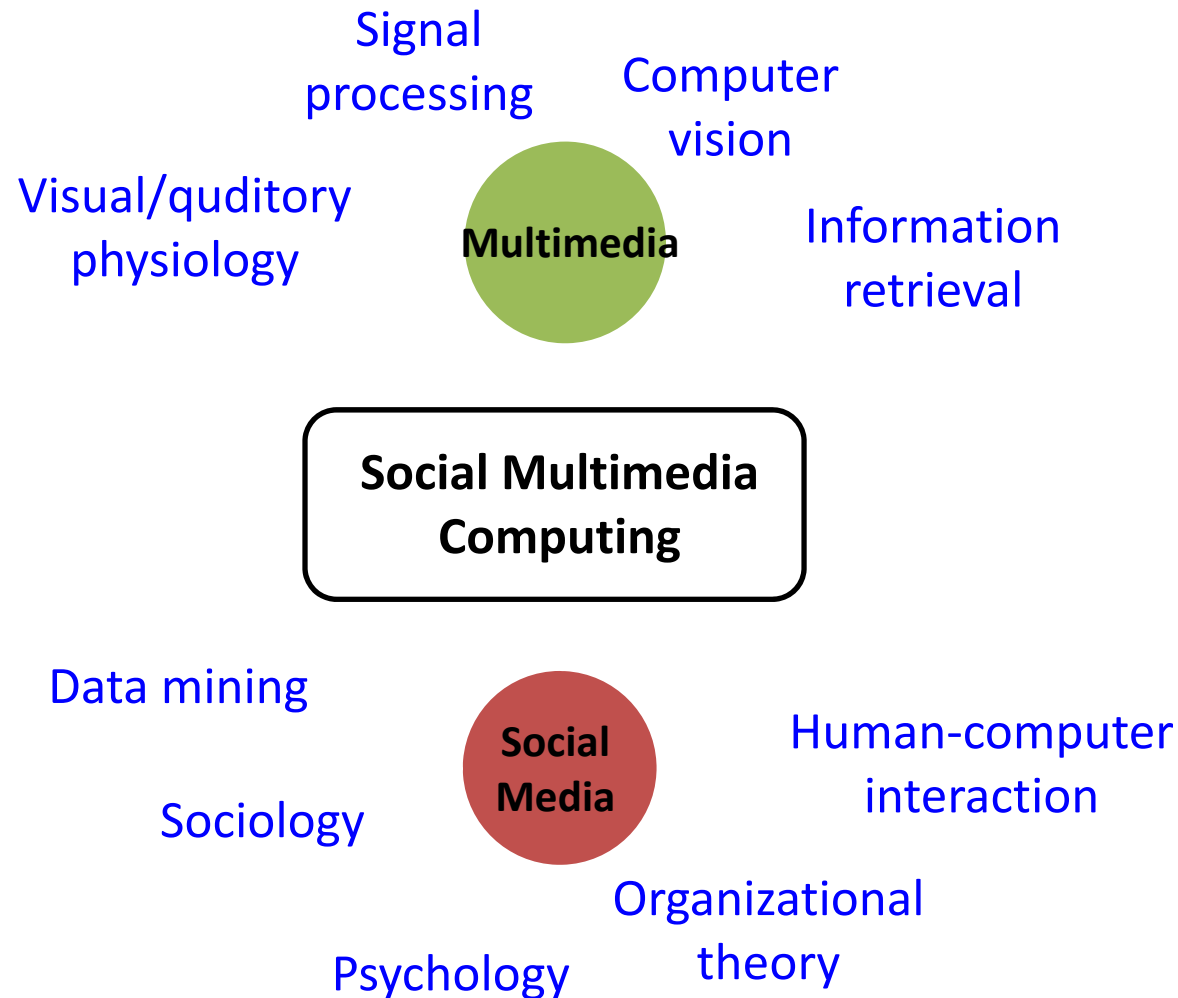 Signal
processing
Computer
vision
Visual/quditory
physiology
Multimedia
Information
retrieval
Social Multimedia
Computing
Data mining
Social
Media
Human-computer
interaction
Sociology
Organizational
theory
Psychology